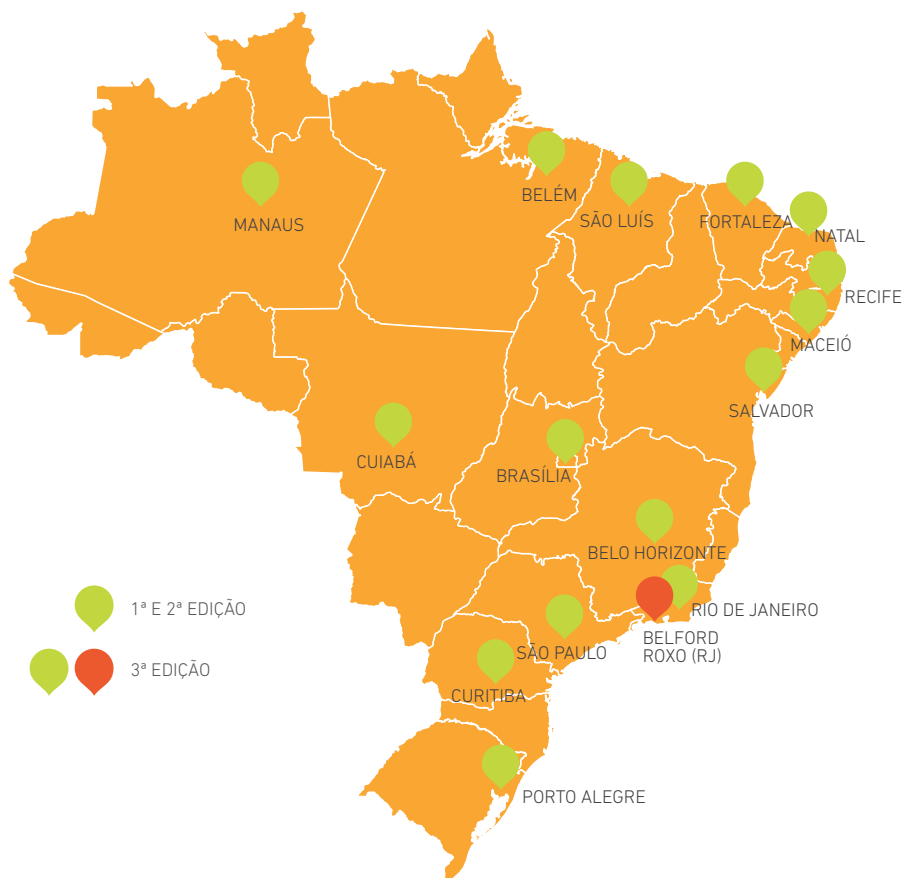 BELÉM
MANAUS
SÃO LUÍS
FORTALEZA
NATAL
RECIFE
MACEIÓ
SALVADOR
CUIABÁ
BRASÍLIA
BELO HORIZONTE
1ª E 2ª EDIÇÃO
RIO DE JANEIRO
BELFORD
ROXO (RJ)
SÃO PAULO
3ª EDIÇÃO
CURITIBA
PORTO ALEGRE